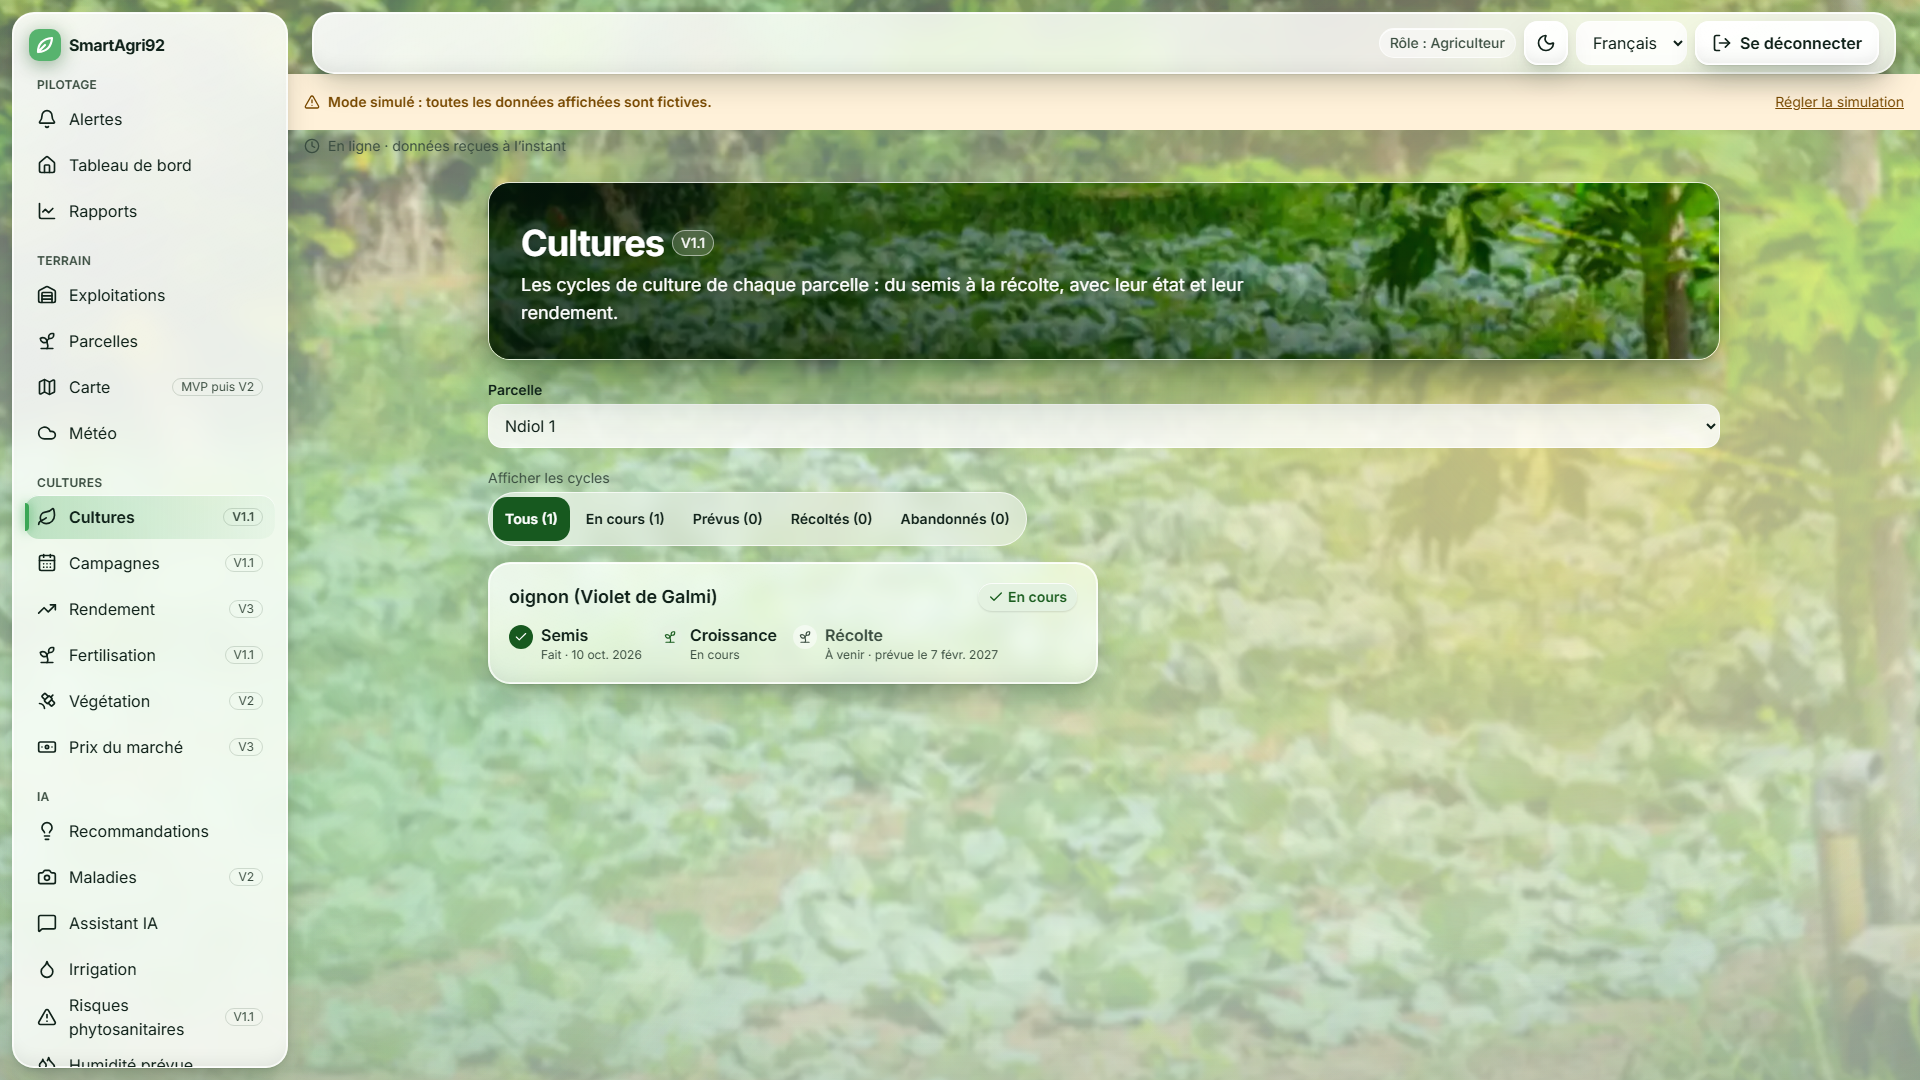 SmartAgri92
Rôle : Agriculteur
Français
Se déconnecter
Mode simulé : toutes les données affichées sont fictives.
Régler la simulation
En ligne · données reçues à l'instant
PILOTAGE
Alertes
Tableau de bord
Rapports
TERRAIN
Exploitations
Parcelles
Carte MVP puis V2
Météo
CULTURES
Cultures V1.1
Campagnes V1.1
Rendement V3
Fertilisation V1.1
Végétation V2
Prix du marché V3
IA
Recommandations
Maladies V2
Assistant IA
Irrigation
Risques
phytosanitaires V1.1
Humidité prévue
Cultures V1.1
Les cycles de culture de chaque parcelle : du semis à la récolte, avec leur état et leur
rendement.
Parcelle
Ndiol 1
Afficher les cycles
Tous (1) En cours (1) Prévus (0) Récoltés (0) Abandonnés (0)
oignon (Violet de Galmi) En cours
Semis
Fait · 10 oct. 2026
Croissance
En cours
Récolte
À venir · prévue le 7 févr. 2027